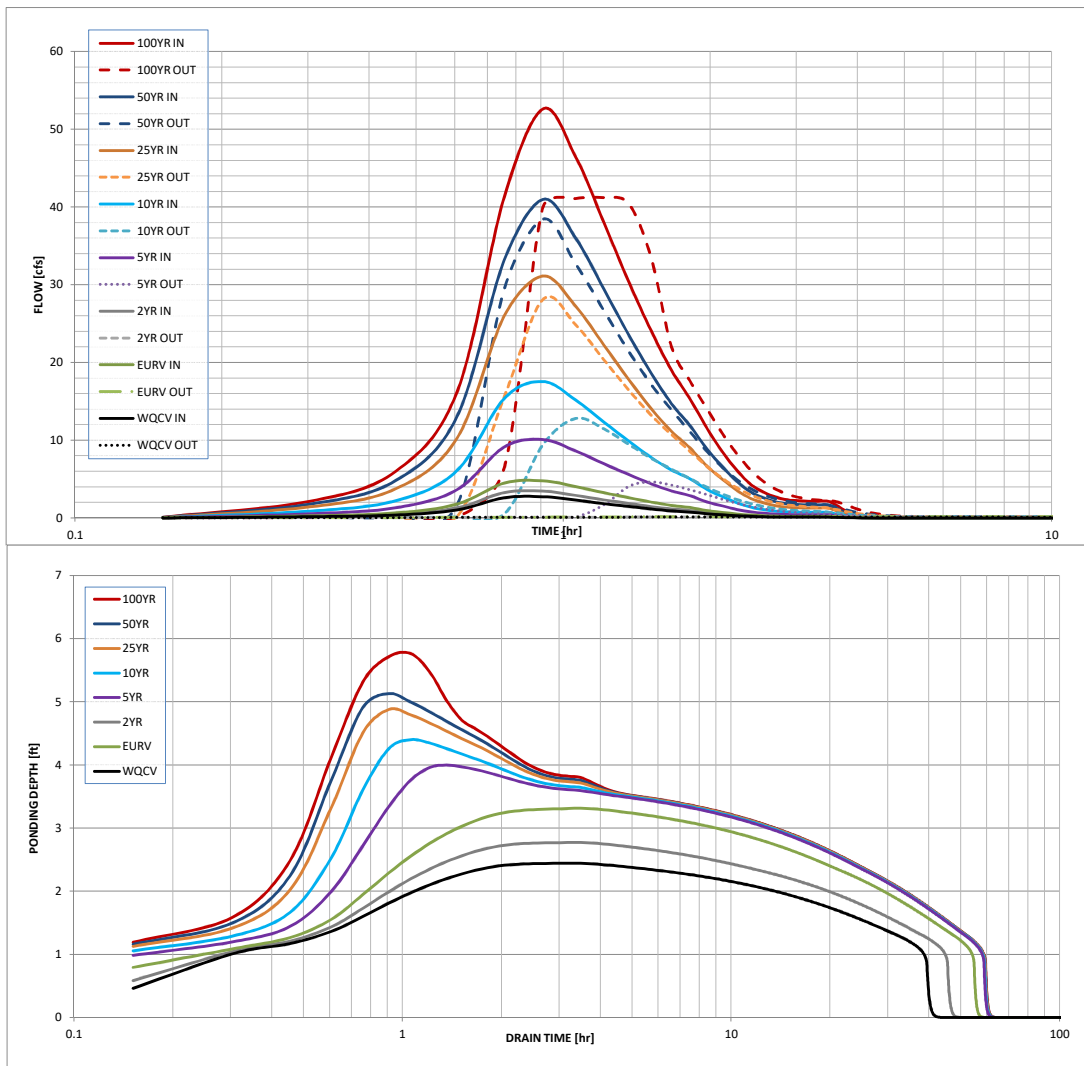 100YR IN
100YR OUT
50YR IN
50YR OUT
25YR IN
25YR OUT
10YR IN
10YR OUT
5YR IN
5YR OUT
2YR IN
2YR OUT
EURV IN
EURV OUT
WQCV IN
WQCV OUT
60
50
40
30
20
10
0
FLOW [cfs]
0.1
1
10
TIME [hr]
100YR
50YR
25YR
10YR
5YR
2YR
EURV
WQCV
7
6
5
4
3
2
1
0
PONDING DEPTH [ft]
0.1
1
10
100
DRAIN TIME [hr]